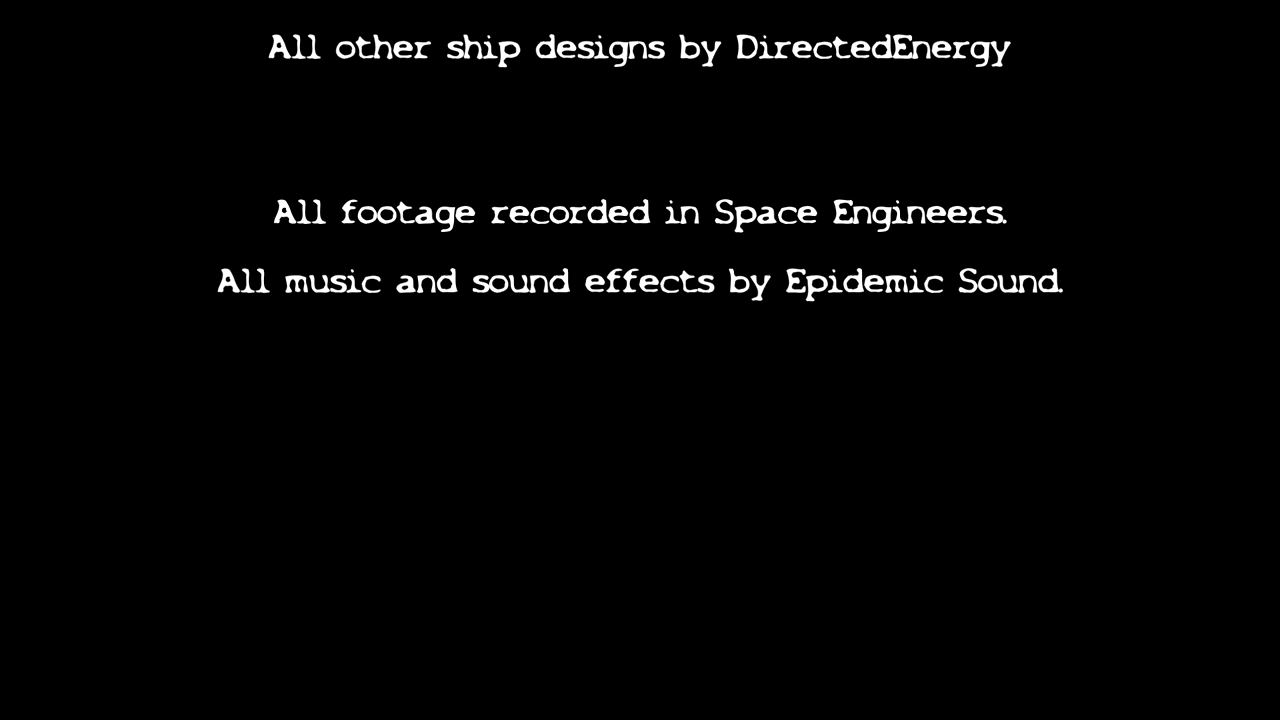 All other ship designs by DirectedEnergy
All footage recorded in Space Engineers.
All music and sound effects by Epidemic Sound.